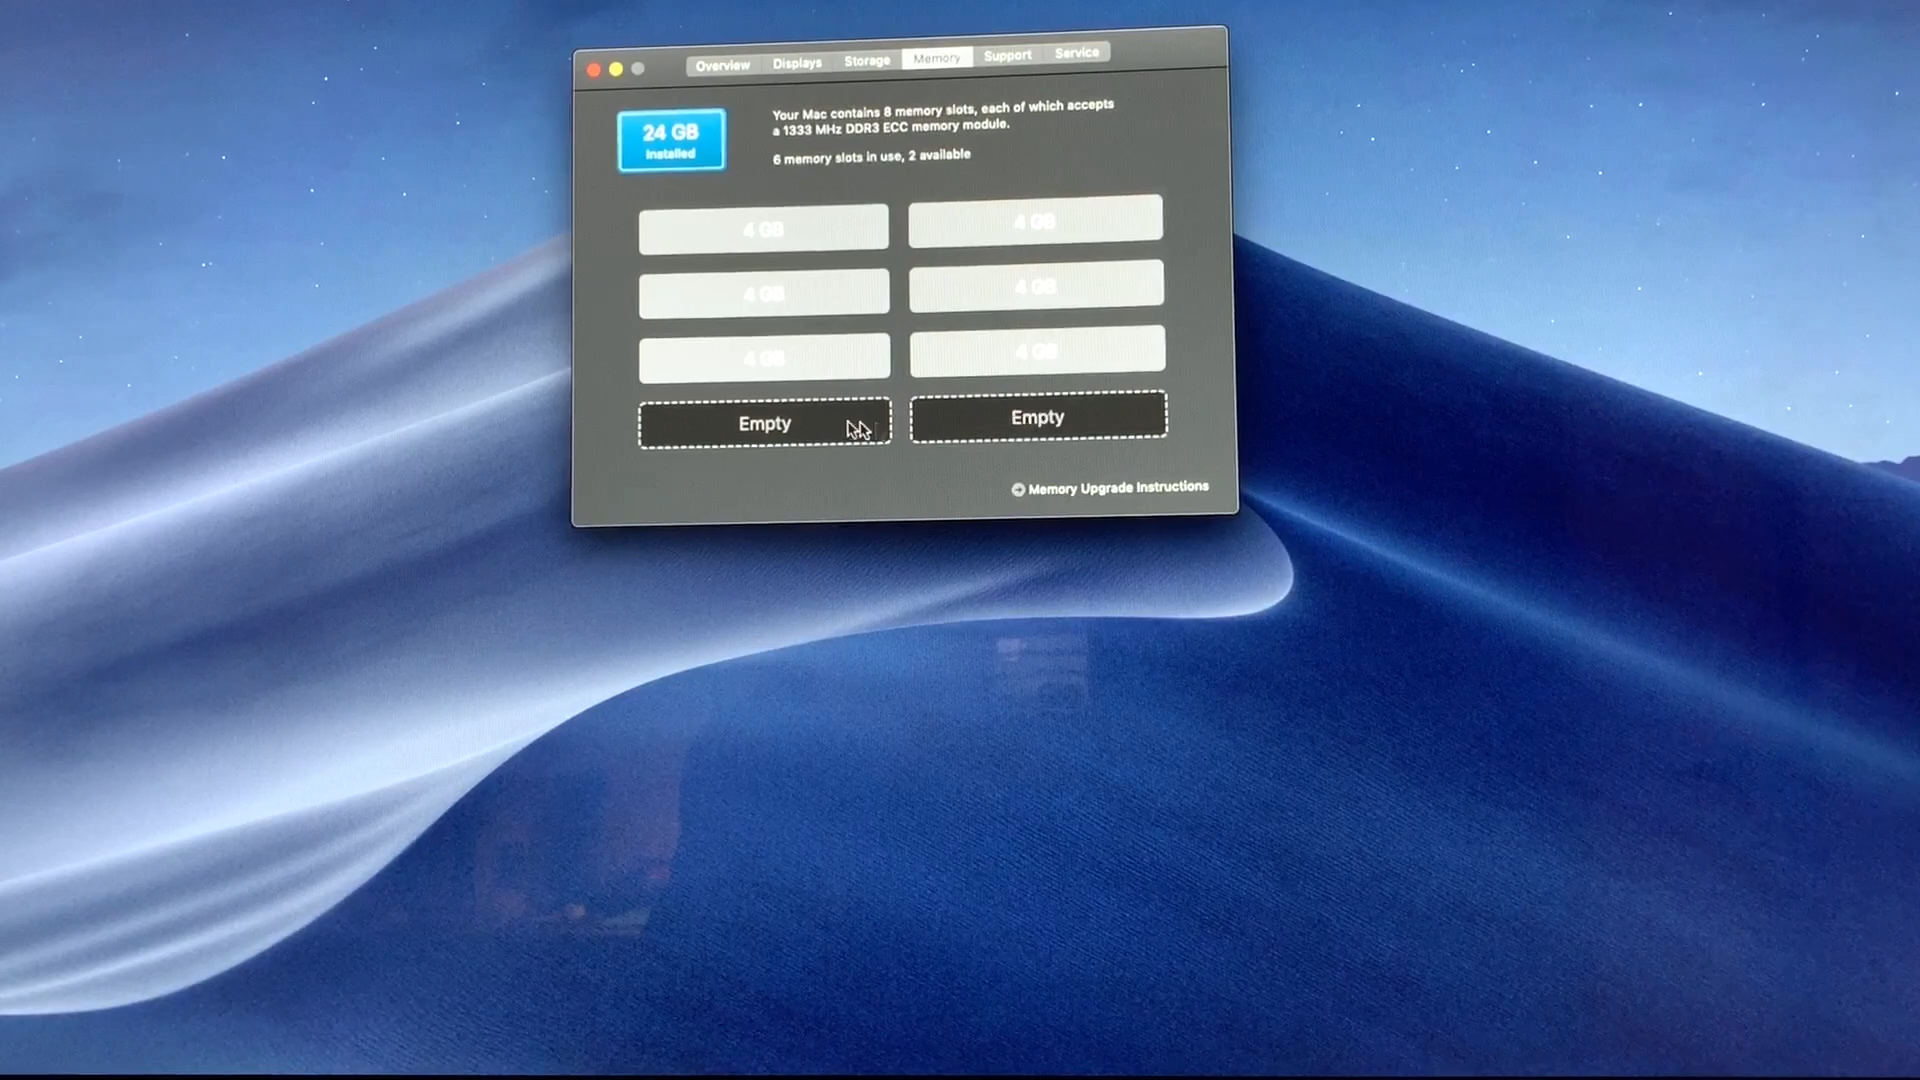 Overview Displays Storage Memory Support Service
24 GB
Installed
Your Mac contains 8 memory slots, each of which accepts
a 1333 MHz DDR3 ECC memory module.
6 memory slots in use, 2 available
4 GB 4 GB
4 GB 4 GB
4 GB 4 GB
Empty Empty
Memory Upgrade Instructions